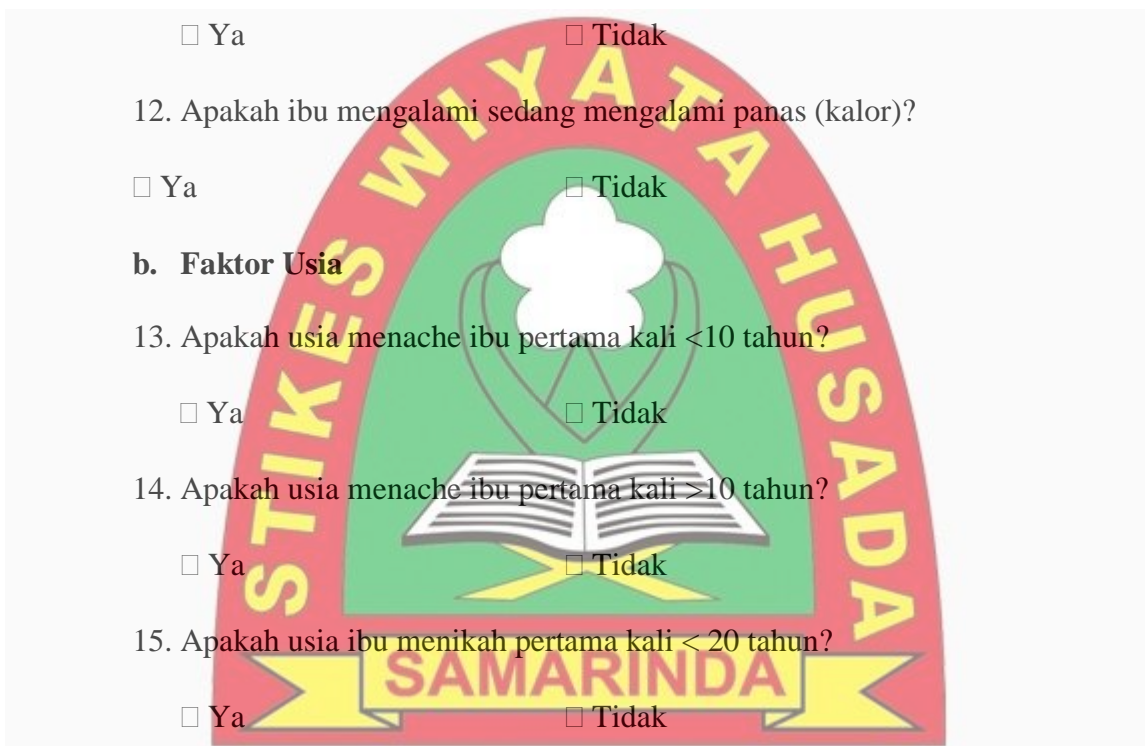 □ Ya □ Tidak
12. Apakah ibu mengalami sedang mengalami panas (kalor)?
□ Ya □ Tidak
b. Faktor Usia
13. Apakah usia menache ibu pertama kali <10 tahun?
□ Ya □ Tidak
14. Apakah usia menache ibu pertama kali >10 tahun?
□ Ya □ Tidak
15. Apakah usia ibu menikah pertama kali < 20 tahun?
□ Ya □ Tidak
STIKES WIYATA HUSADA
SAMARINDA